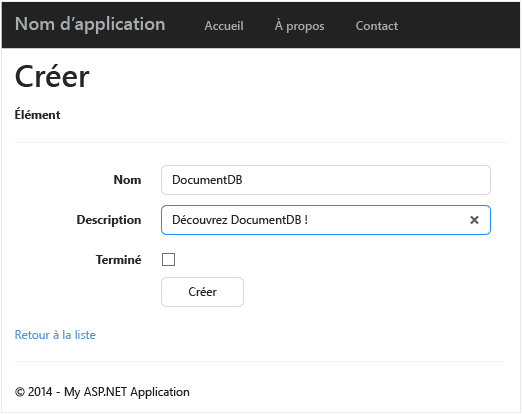 Nom d'application Accueil À propos Contact
Créer
Élément
Nom DocumentDB
Description Découvrez DocumentDB !
Terminé
Créer
Retour à la liste
© 2014 - My ASP.NET Application